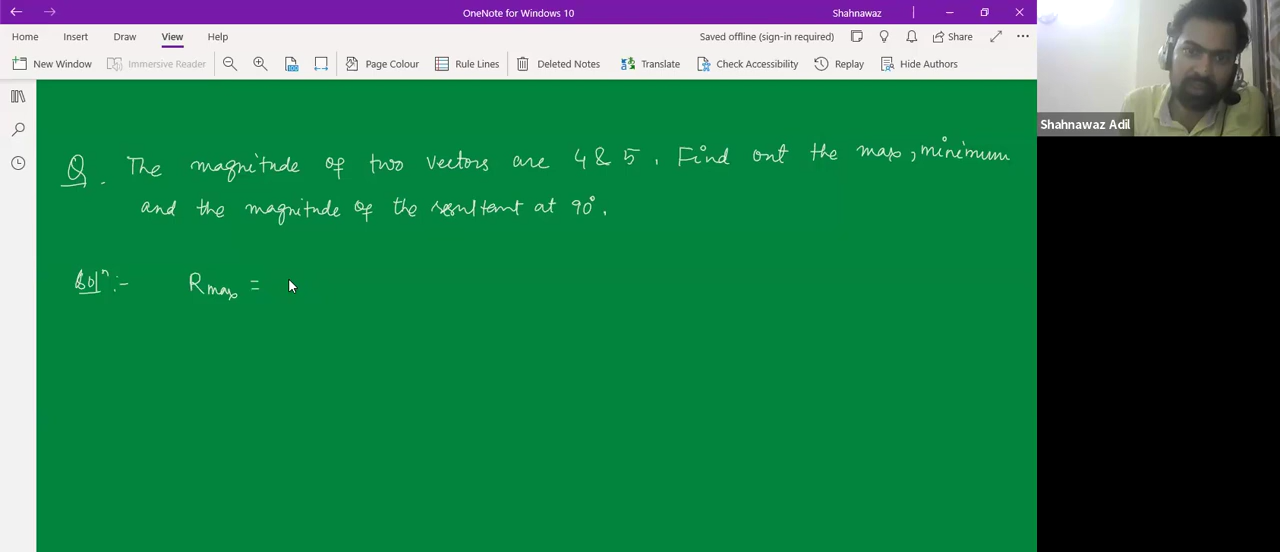 OneNote for Windows 10
Shahnawaz
Home Insert Draw View Help
Saved offline (sign-in required) Share
New Window Immersive Reader Page Colour Rule Lines Deleted Notes Translate Check Accessibility Replay Hide Authors
Shahnawaz Adil
Q. The magnitude of two vectors are 4 & 5. Find out the max, minimum
and the magnitude of the resultant at 90°.
Solⁿ:- Rmax =